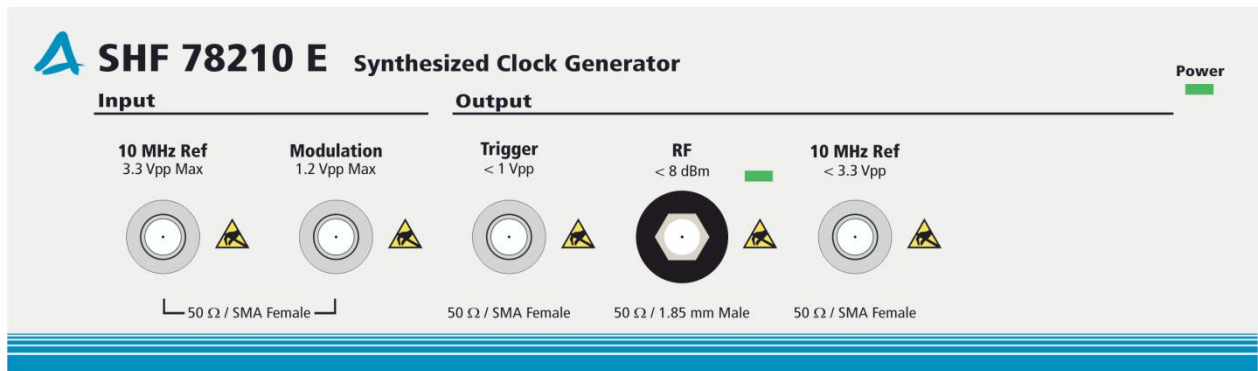 SHF 78210 E Synthesized Clock Generator
Power
Input
Output
10 MHz Ref
3.3 Vpp Max
Modulation
1.2 Vpp Max
Trigger
< 1 Vpp
RF
< 8 dBm
10 MHz Ref
< 3.3 Vpp
50 Ω / SMA Female
50 Ω / SMA Female
50 Ω / 1.85 mm Male
50 Ω / SMA Female